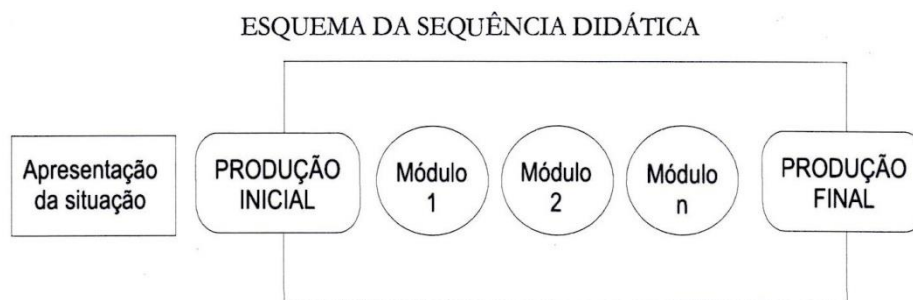 ESQUEMA DA SEQUÊNCIA DIDÁTICA
Apresentação
da situação
PRODUÇÃO
INICIAL
Módulo
1
Módulo
2
Módulo
n
PRODUÇÃO
FINAL